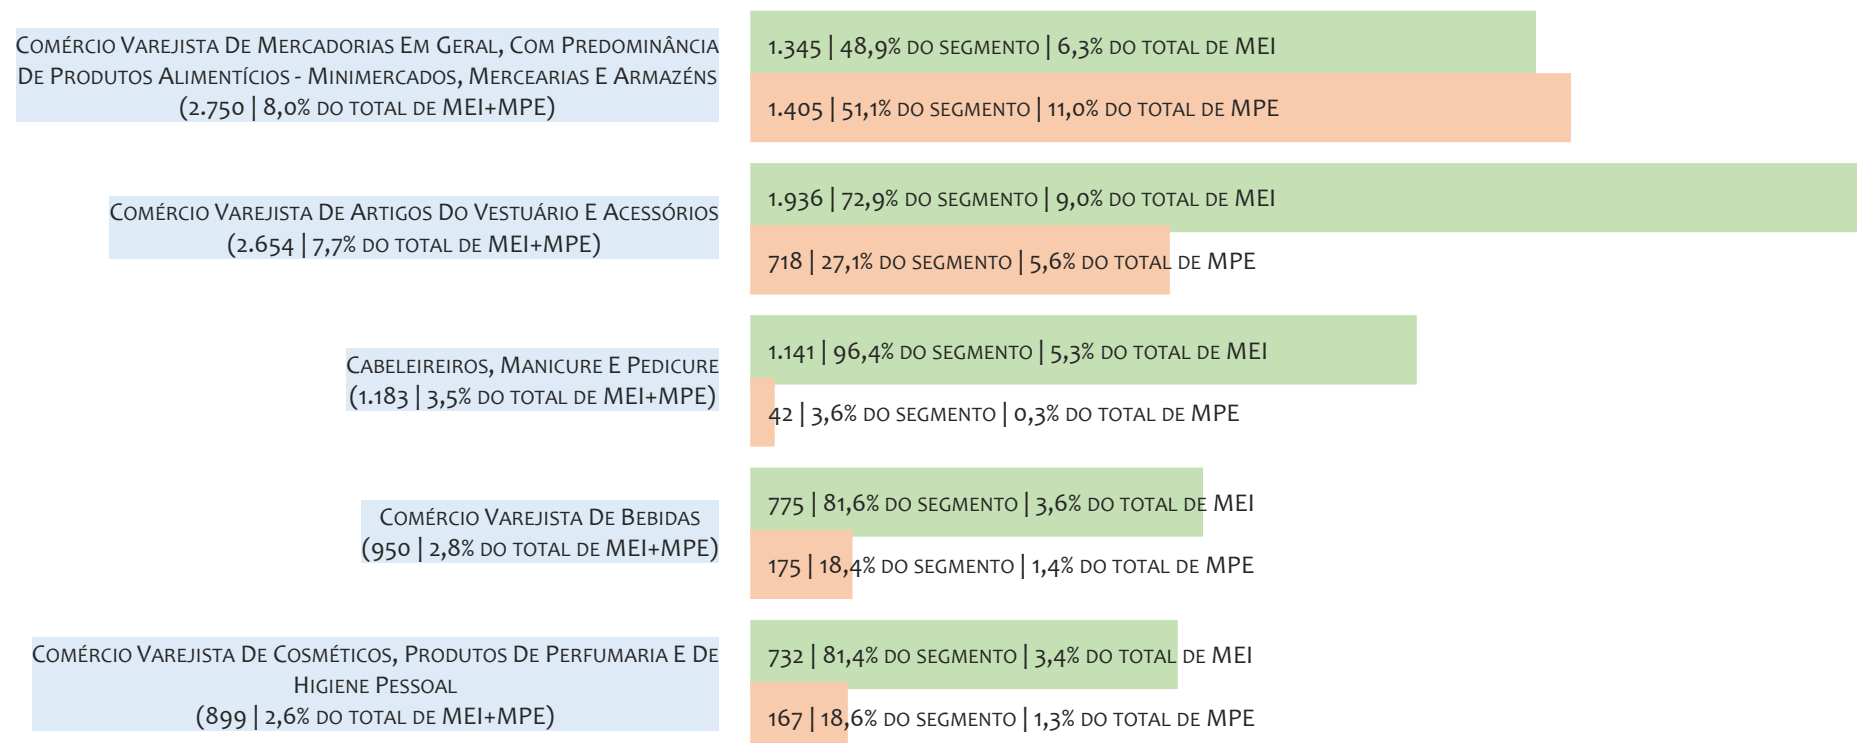 Comércio Varejista De Mercadorias Em Geral, Com Predominância
De Produtos Alimentícios - Minimercados, Mercearias E Armazéns
(2.750 | 8,0% do total de MEI+MPE)
1.345 | 48,9% do segmento | 6,3% do total de MEI
1.405 | 51,1% do segmento | 11,0% do total de MPE
Comércio Varejista De Artigos Do Vestuário E Acessórios
(2.654 | 7,7% do total de MEI+MPE)
1.936 | 72,9% do segmento | 9,0% do total de MEI
718 | 27,1% do segmento | 5,6% do total de MPE
Cabeleireiros, Manicure E Pedicure
(1.183 | 3,5% do total de MEI+MPE)
1.141 | 96,4% do segmento | 5,3% do total de MEI
42 | 3,6% do segmento | 0,3% do total de MPE
Comércio Varejista De Bebidas
(950 | 2,8% do total de MEI+MPE)
775 | 81,6% do segmento | 3,6% do total de MEI
175 | 18,4% do segmento | 1,4% do total de MPE
Comércio Varejista De Cosméticos, Produtos De Perfumaria E De
Higiene Pessoal
(899 | 2,6% do total de MEI+MPE)
732 | 81,4% do segmento | 3,4% do total de MEI
167 | 18,6% do segmento | 1,3% do total de MPE